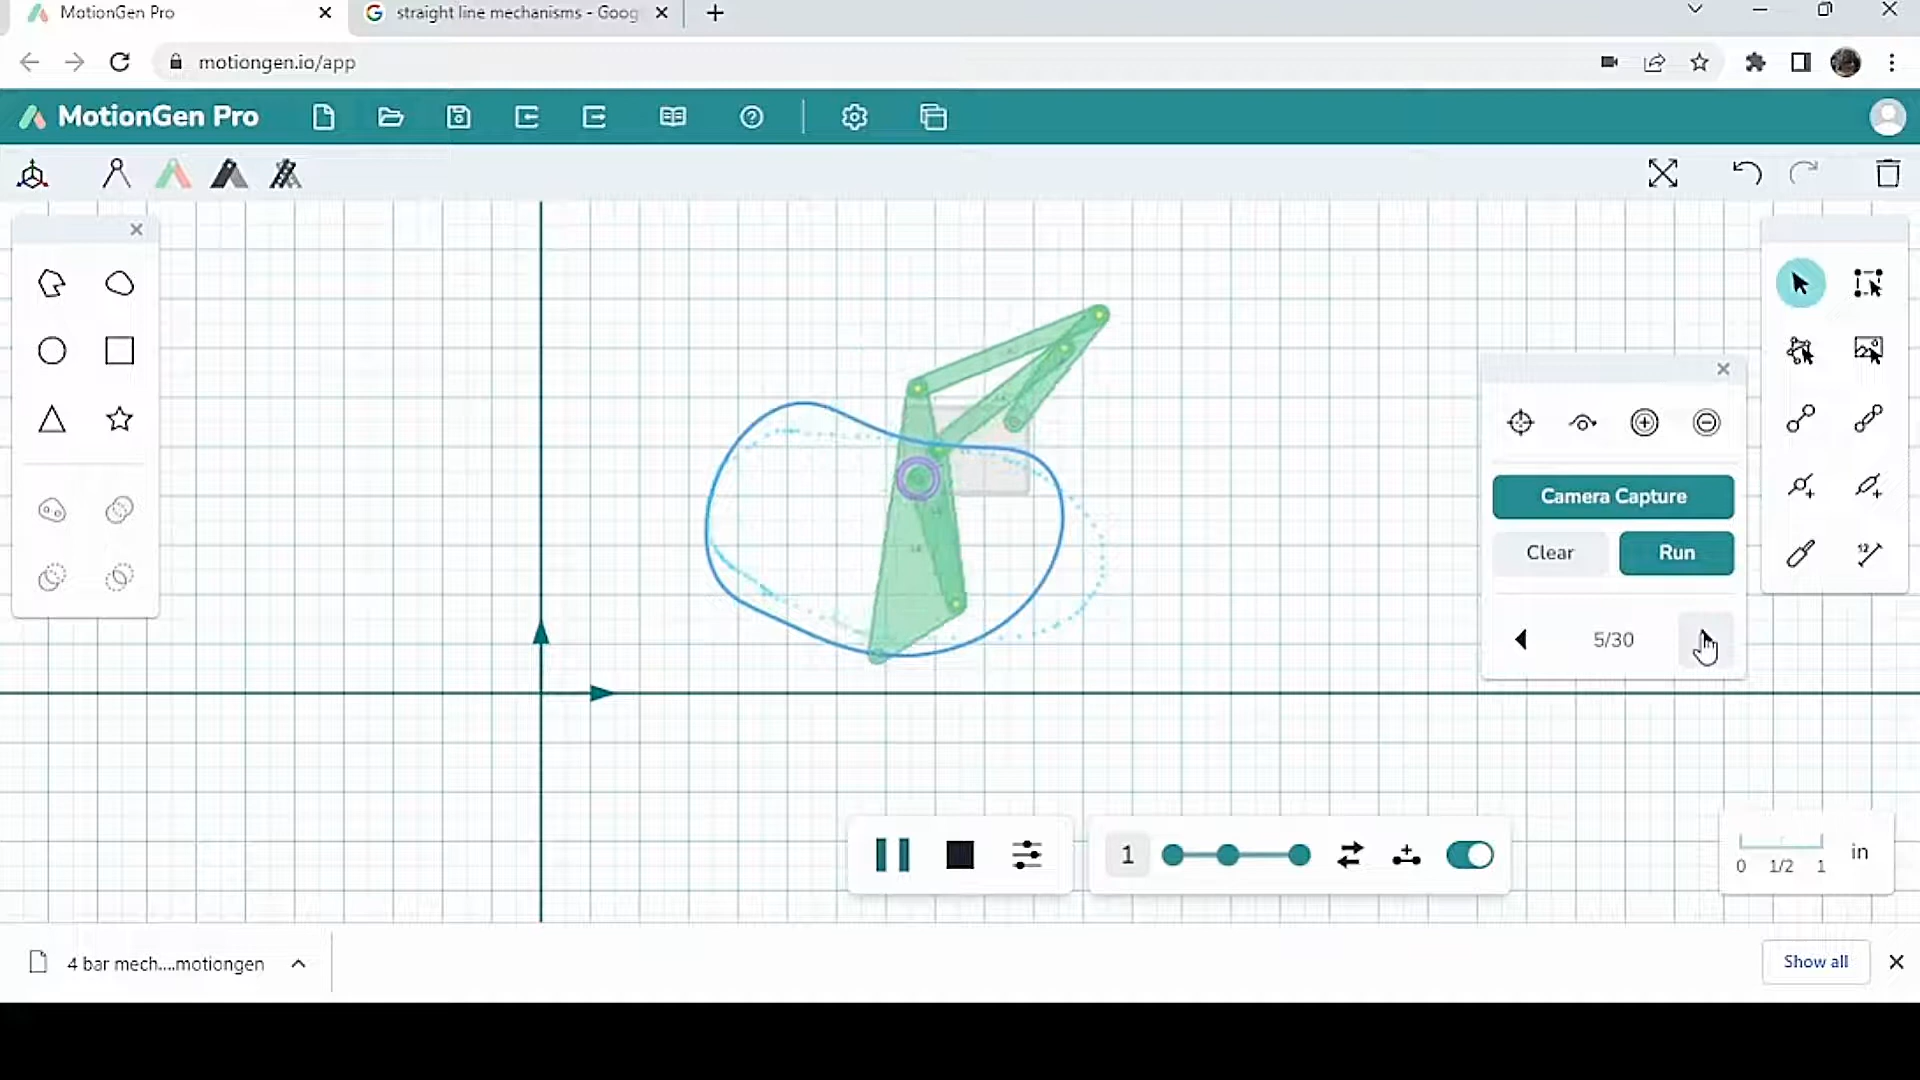 MotionGen Pro
straight line mechanisms - Goog
motiongen.io/app
MotionGen Pro
Camera Capture
Clear
Run
5/30
1
0 1/2 1
in
4 bar mech....motiongen
Show all